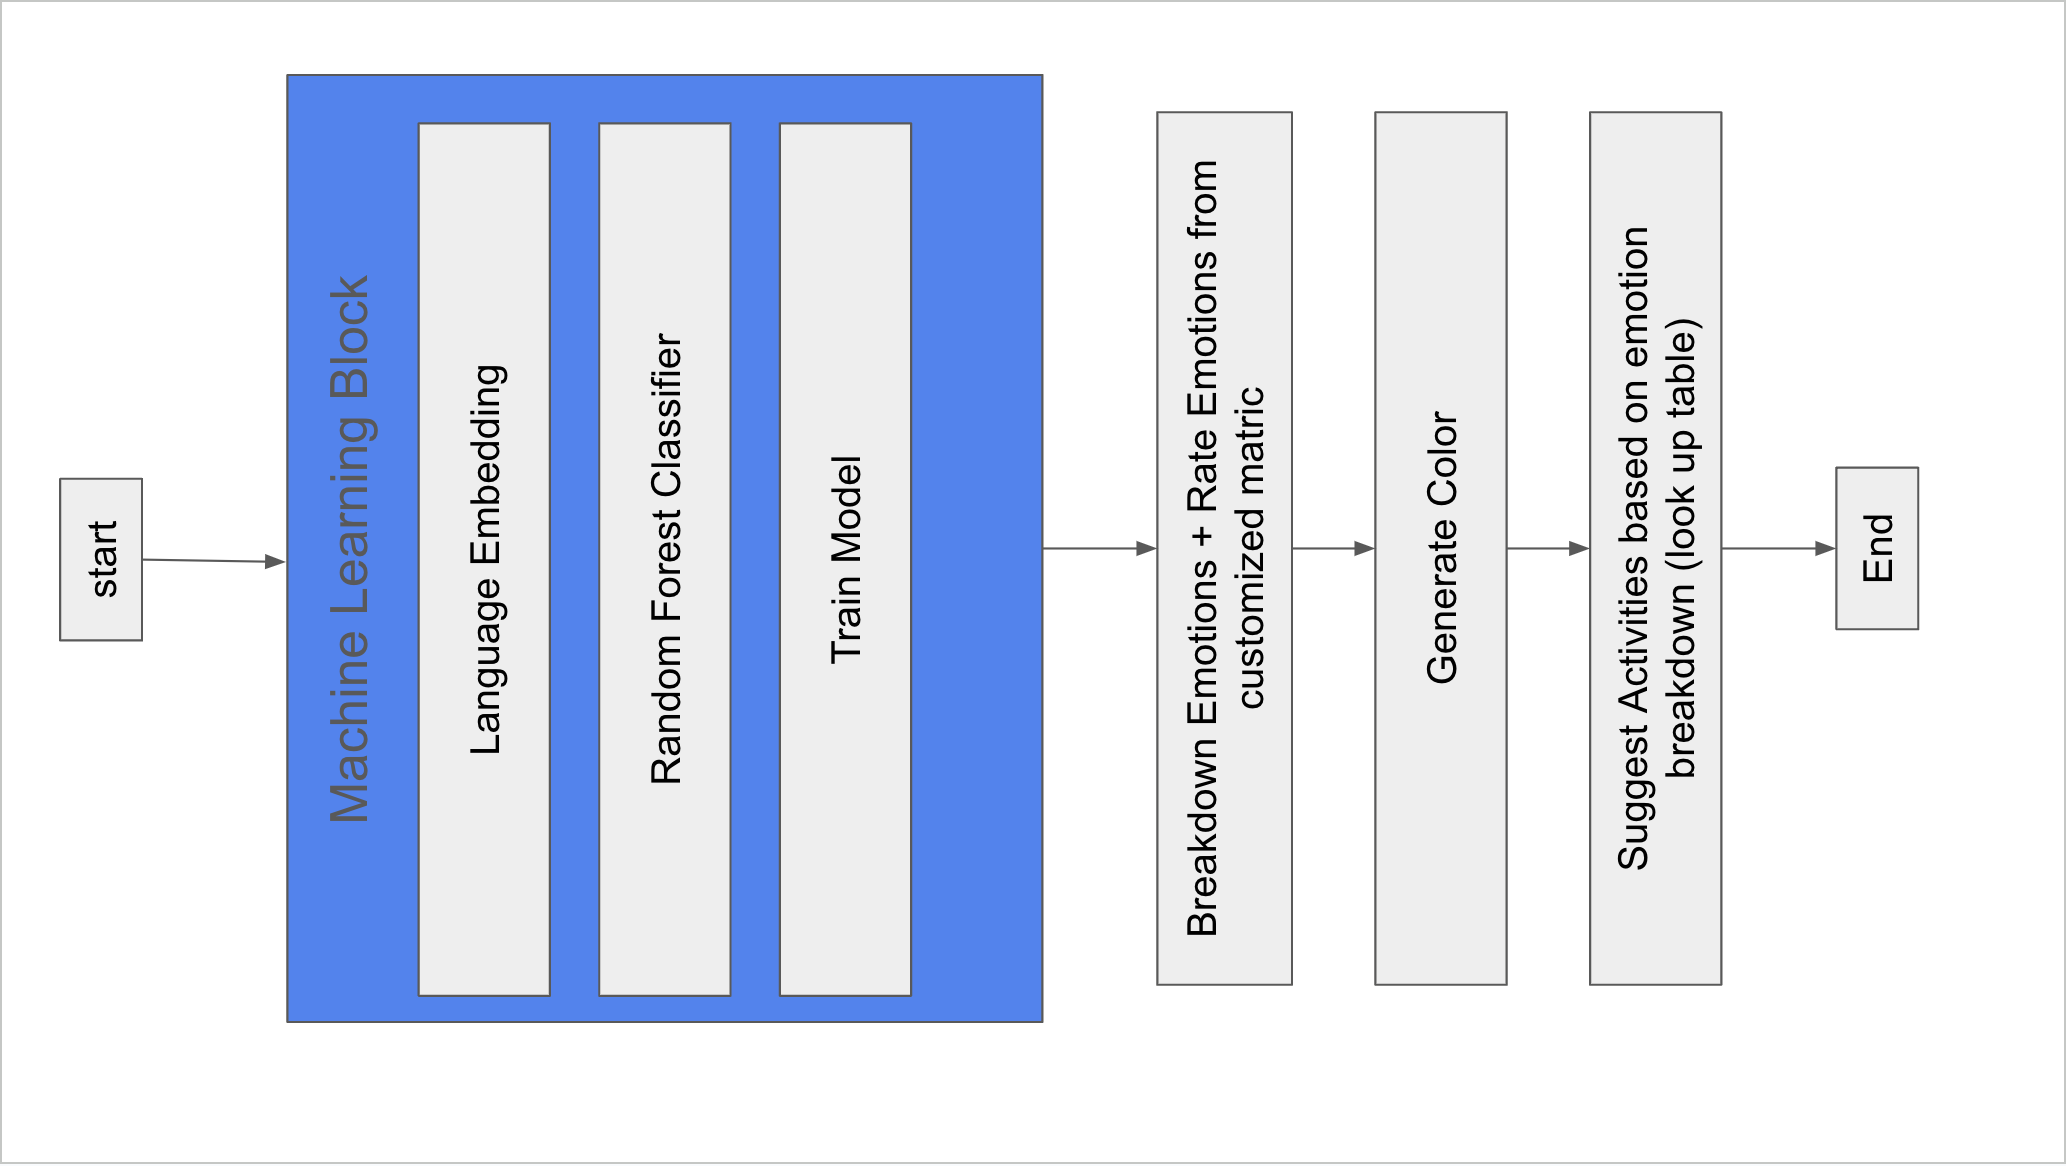 start
Machine Learning Block
Language Embedding
Random Forest Classifier
Train Model
Breakdown Emotions + Rate Emotions from
customized matric
Generate Color
Suggest Activities based on emotion
breakdown (look up table)
End